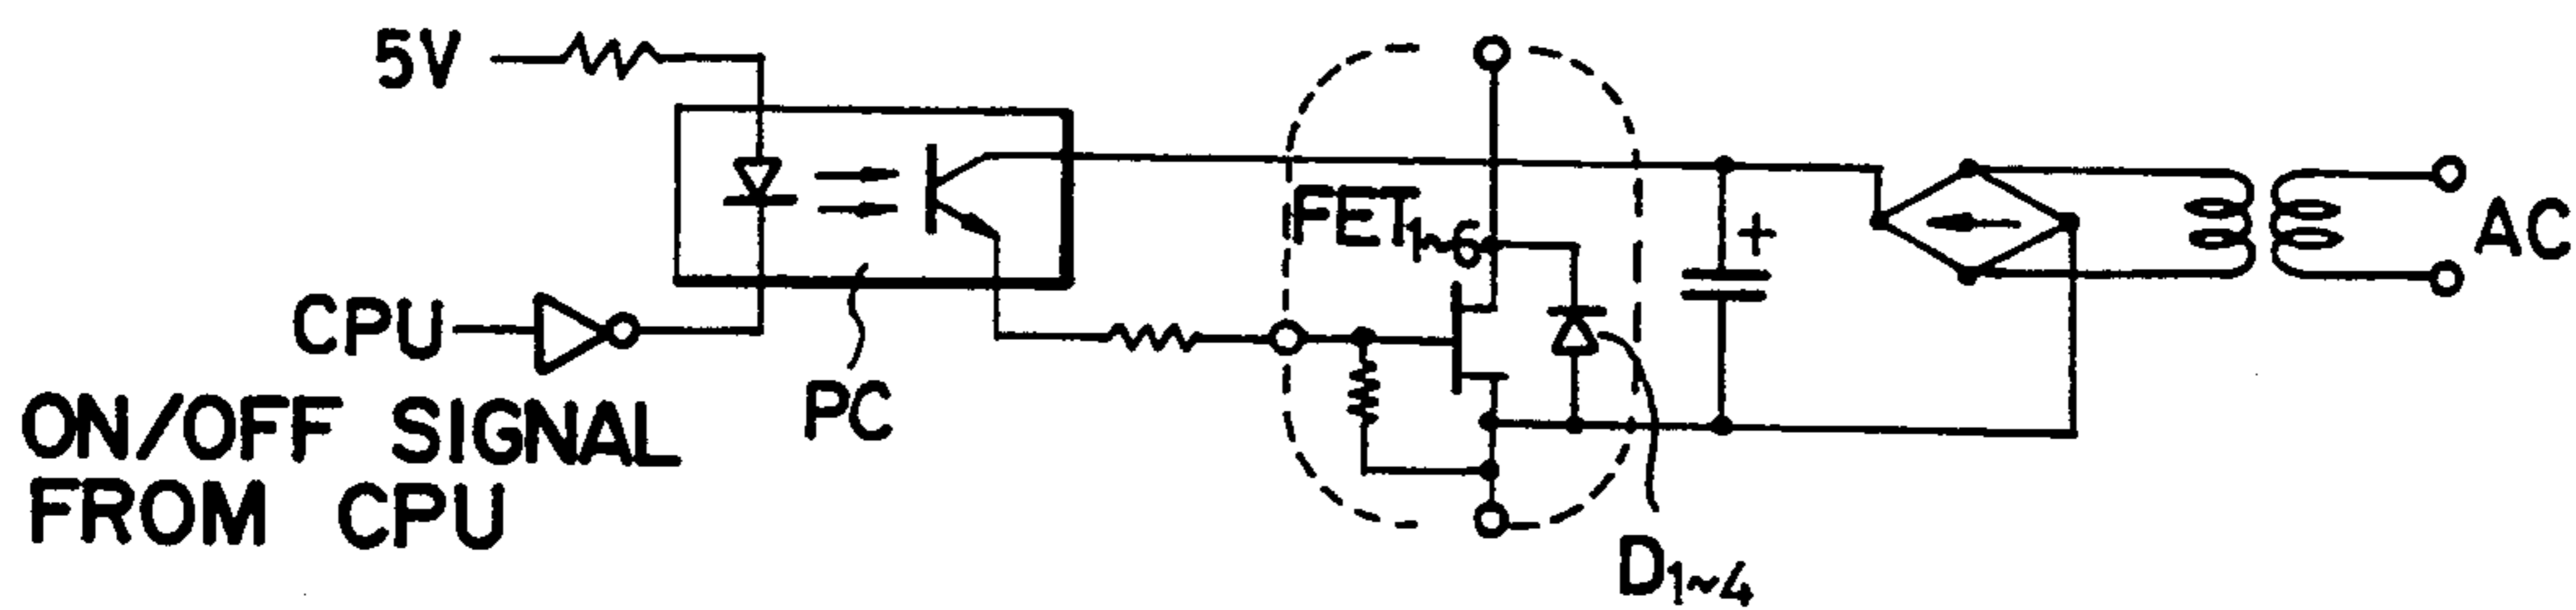 5V
FET1~6
+
AC
CPU
PC
ON/OFF SIGNAL
FROM CPU
D1~4